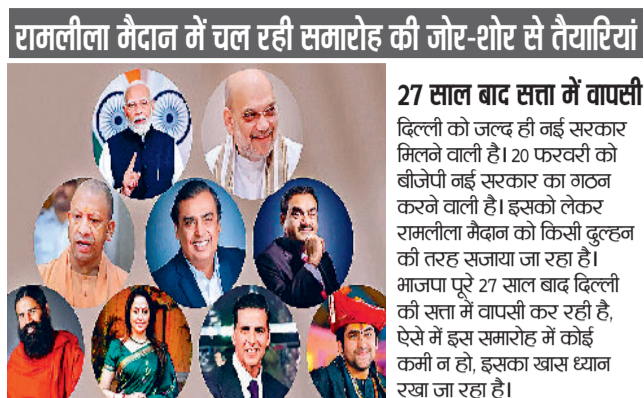 रामलीला मैदान में चल रही समारोह की जोर-शोर से तैयारियां
27 साल बाद सत्ता में वापसी
दिल्ली को जल्द ही नई सरकार
मिलने वाली है। 20 फरवरी को
बीजेपी नई सरकार का गठन
करने वाली है। इसको लेकर
रामलीला मैदान को किसी दुल्हन
की तरह सजाया जा रहा है।
भाजपा पूरे 27 साल बाद दिल्ली
की सत्ता में वापसी कर रही है,
ऐसे में इस समारोह में कोई
कमी न हो, इसका खास ध्यान
रखा जा रहा है।